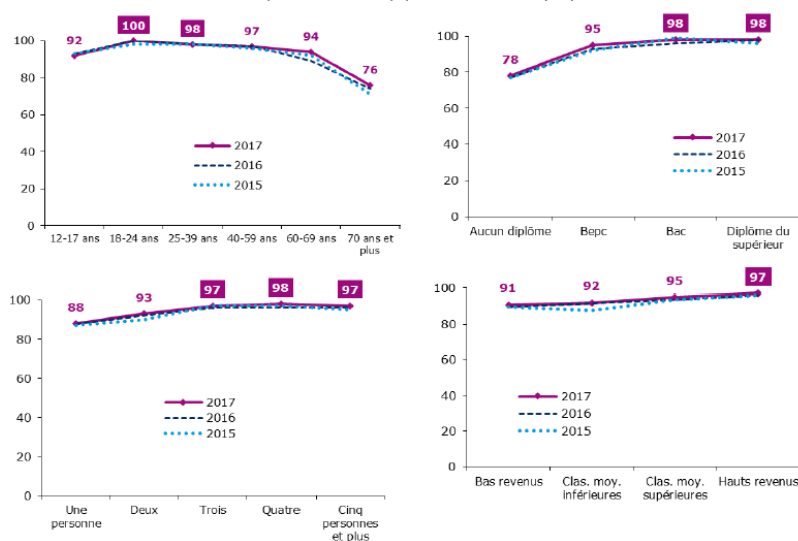 92
100
98
97
94
76
100
80
60
40
20
0
2017
2016
2015
12-17 ans
18-24 ans
25-39 ans
40-59 ans
60-69 ans
70 ans et
plus
78
95
98
98
100
80
60
40
20
0
2017
2016
2015
Aucun diplôme
Bepc
Bac
Diplôme du
supérieur
88
93
97
98
97
100
80
60
40
20
0
2017
2016
2015
Une
personne
Deux
Trois
Quatre
Cinq
personnes
et plus
91
92
95
97
100
80
60
40
20
0
2017
2016
2015
Bas revenus
Clas. moy.
inférieures
Clas. moy.
supérieures
Hauts revenus